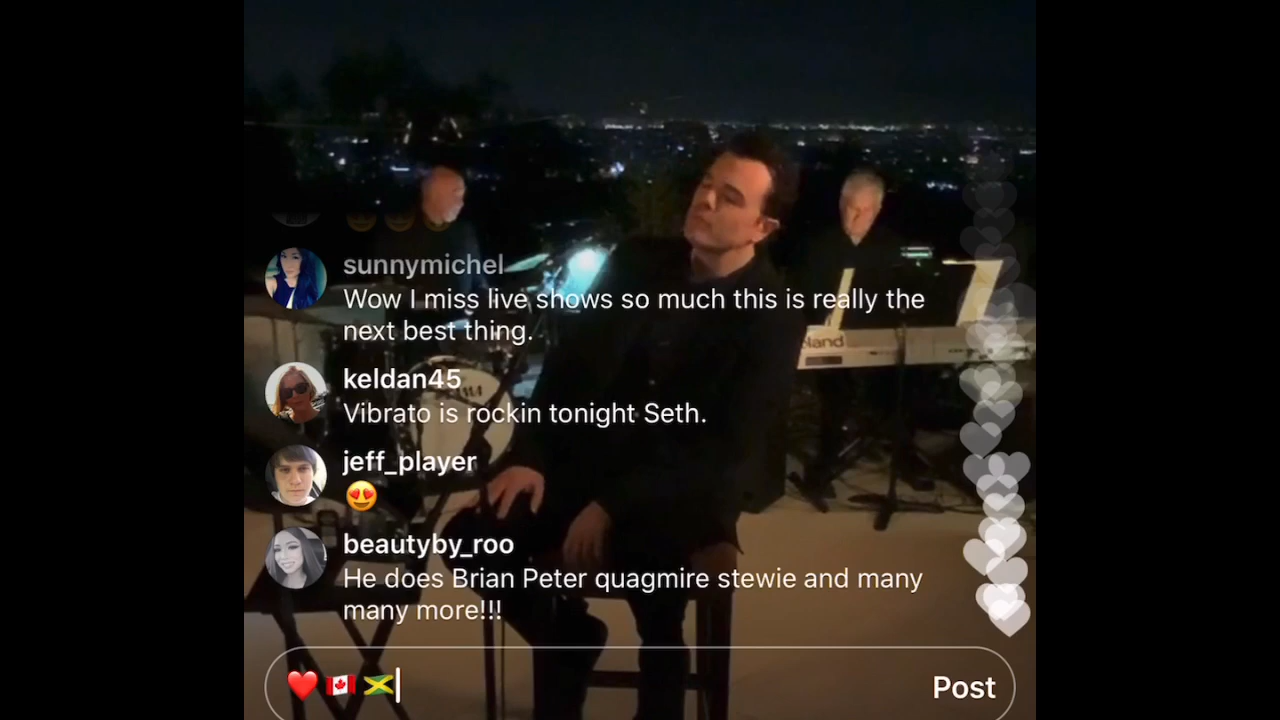 sunnymichel
Wow I miss live shows so much this is really the
next best thing.
keldan45
Vibrato is rockin tonight Seth.
jeff_player
😍
beautyby_roo
He does Brian Peter quagmire stewie and many
many more!!!
❤️🇨🇦🇯🇲
Post